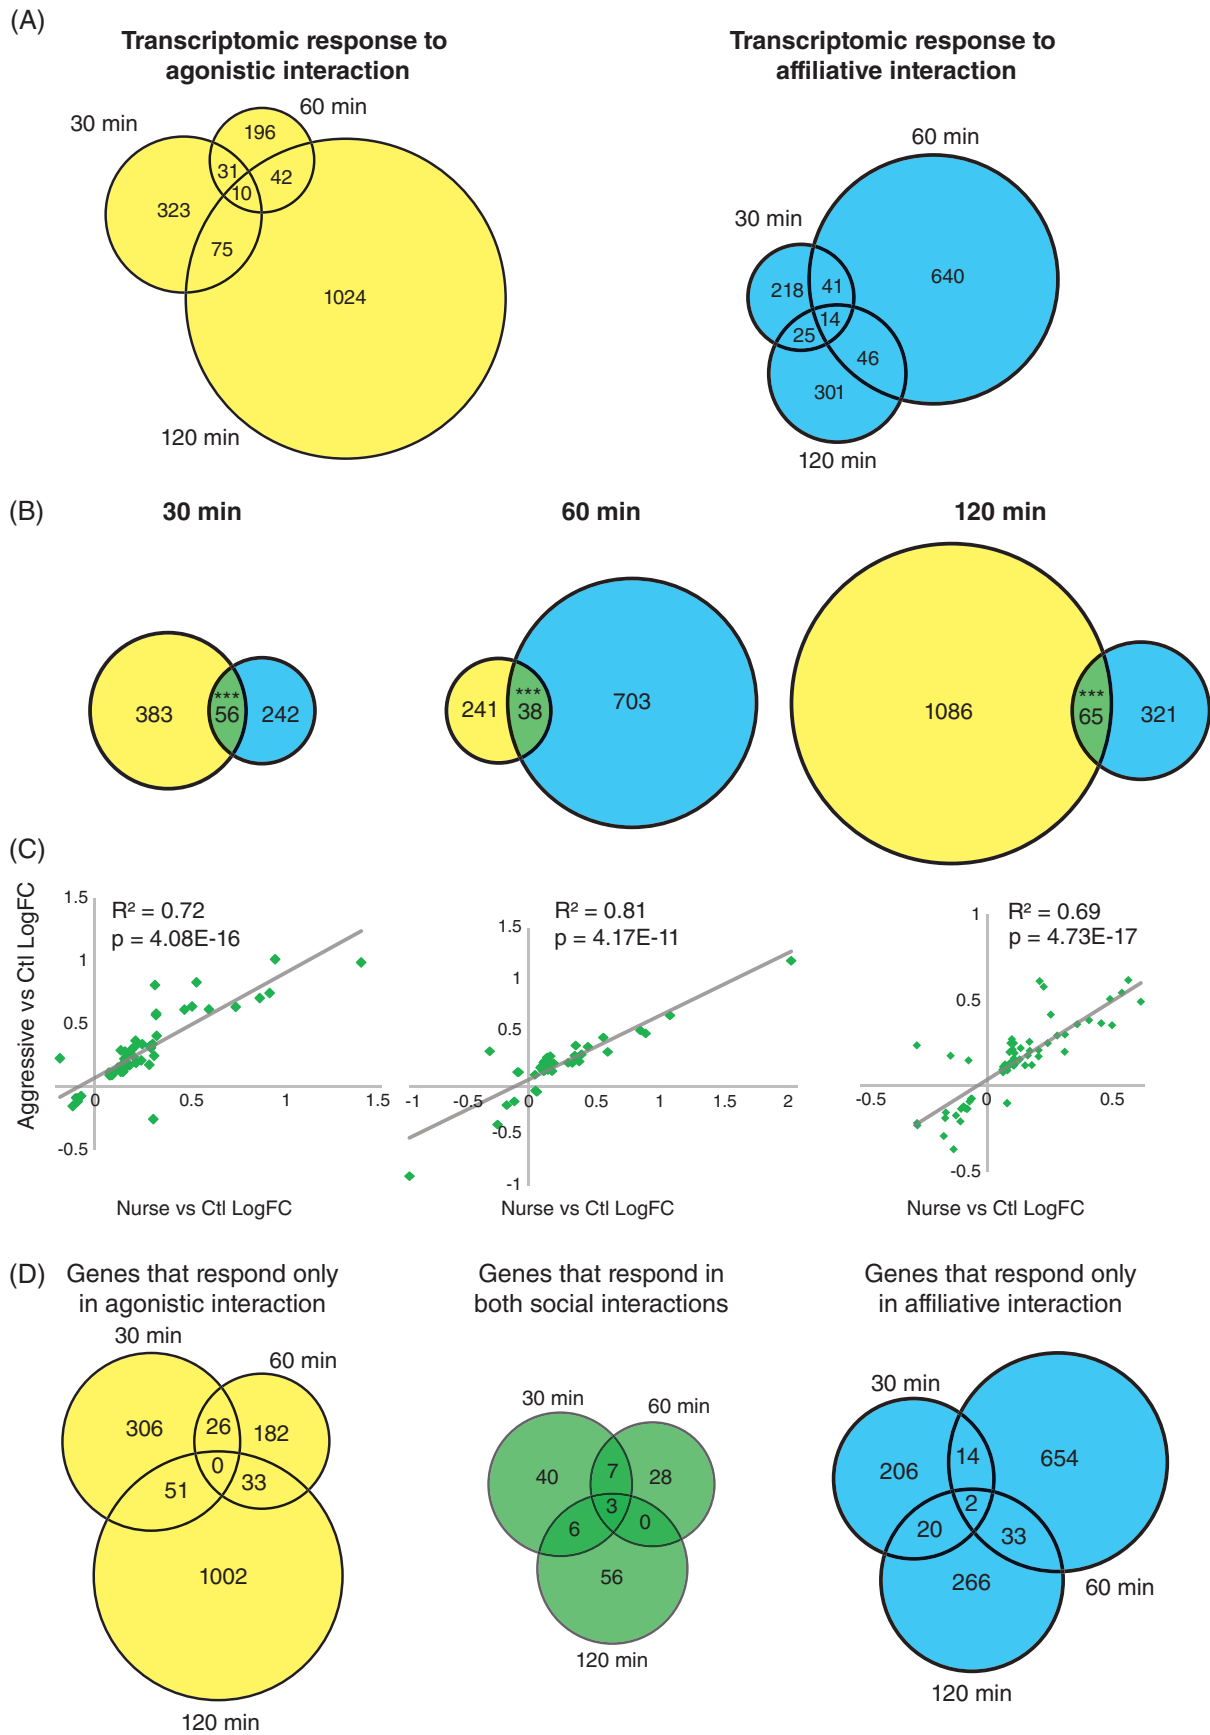 (A)
Transcriptomic response to
agonistic interaction
30 min
60 min
196
31
42
10
323
75
1024
120 min
Transcriptomic response to
affiliative interaction
60 min
30 min
218
41
640
14
25
46
301
120 min
(B)
30 min
60 min
120 min
383
***
56
242
241
***
38
703
1086
***
65
321
(C)
Aggressive vs Ctl LogFC
1.5
1
0.5
-0.5
0
0.5
1
1.5
R² = 0.72
p = 4.08E-16
Nurse vs Ctl LogFC
1.5
1
0.5
-0.5
-1
-1
-0.5
0
0.5
1
1.5
2
R² = 0.81
p = 4.17E-11
Nurse vs Ctl LogFC
1
0.5
-0.5
-0.5
0
0.5
R² = 0.69
p = 4.73E-17
Nurse vs Ctl LogFC
(D)
Genes that respond only
in agonistic interaction
30 min
60 min
306
26
182
0
51
33
1002
120 min
Genes that respond in
both social interactions
30 min
60 min
40
7
28
3
6
0
56
120 min
Genes that respond only
in affiliative interaction
30 min
206
14
654
2
20
33
266
60 min
120 min